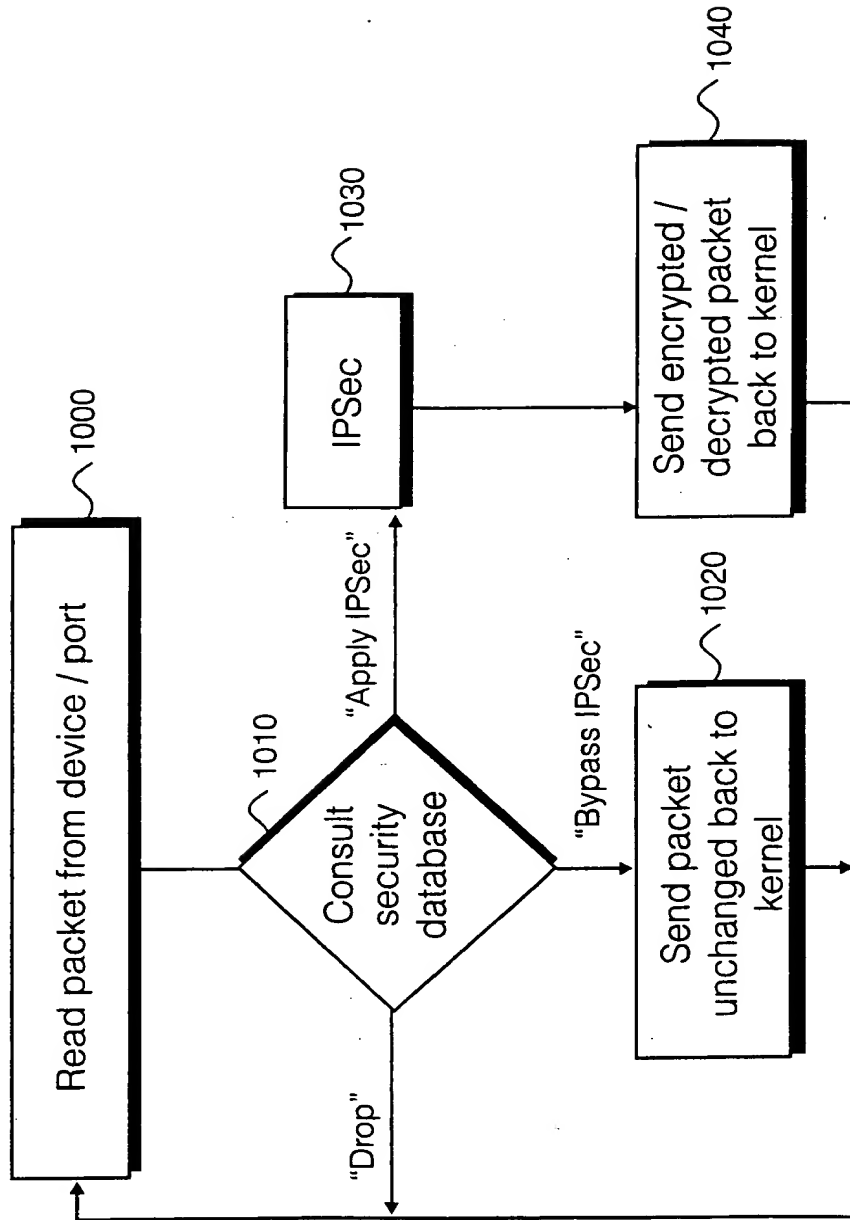 Read packet from device / port
1000
Consult
security
database
1010
"Drop"
"Apply IPSec"
"Bypass IPSec"
IPSec
1030
Send packet
unchanged back to
kernel
1020
Send encrypted /
decrypted packet
back to kernel
1040